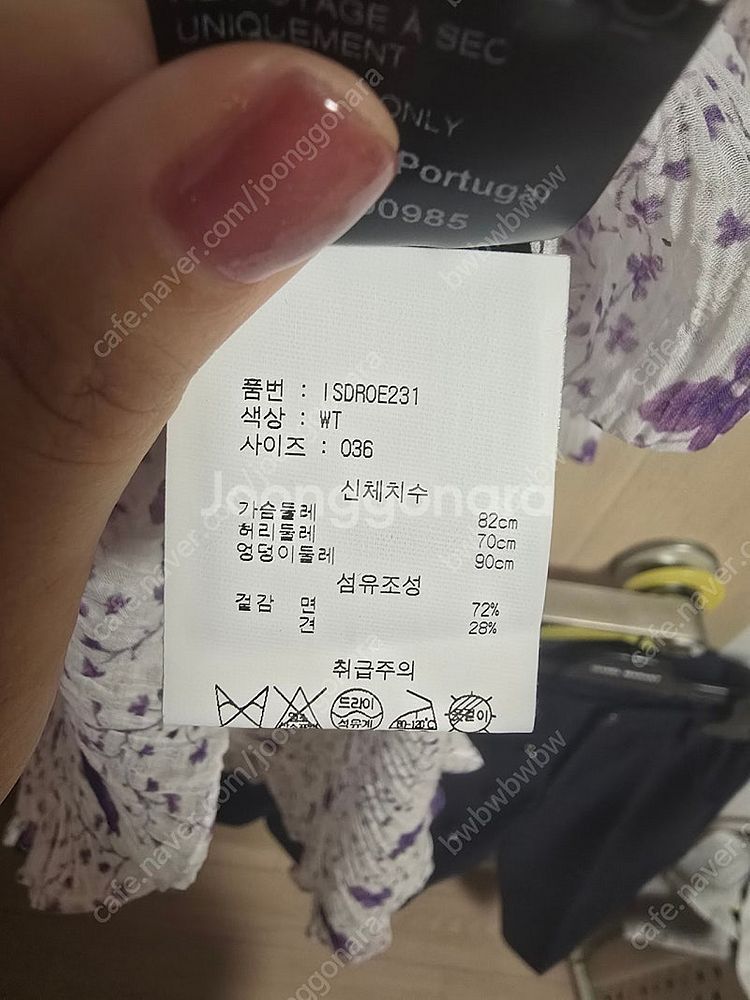 À SEC
UNIQUEMENT
ONLY
Portugal
00985
품번 : ISDROE231
색상 : WT
사이즈 : 036
신체치수
가슴둘레 82cm
허리둘레 70cm
엉덩이둘레 90cm
섬유조성
겉감 면 72%
견 28%
취급주의
드라이
석유계
80-120℃
Joonggonara
cafe.naver.com/joonggonara
bwbwbwbw